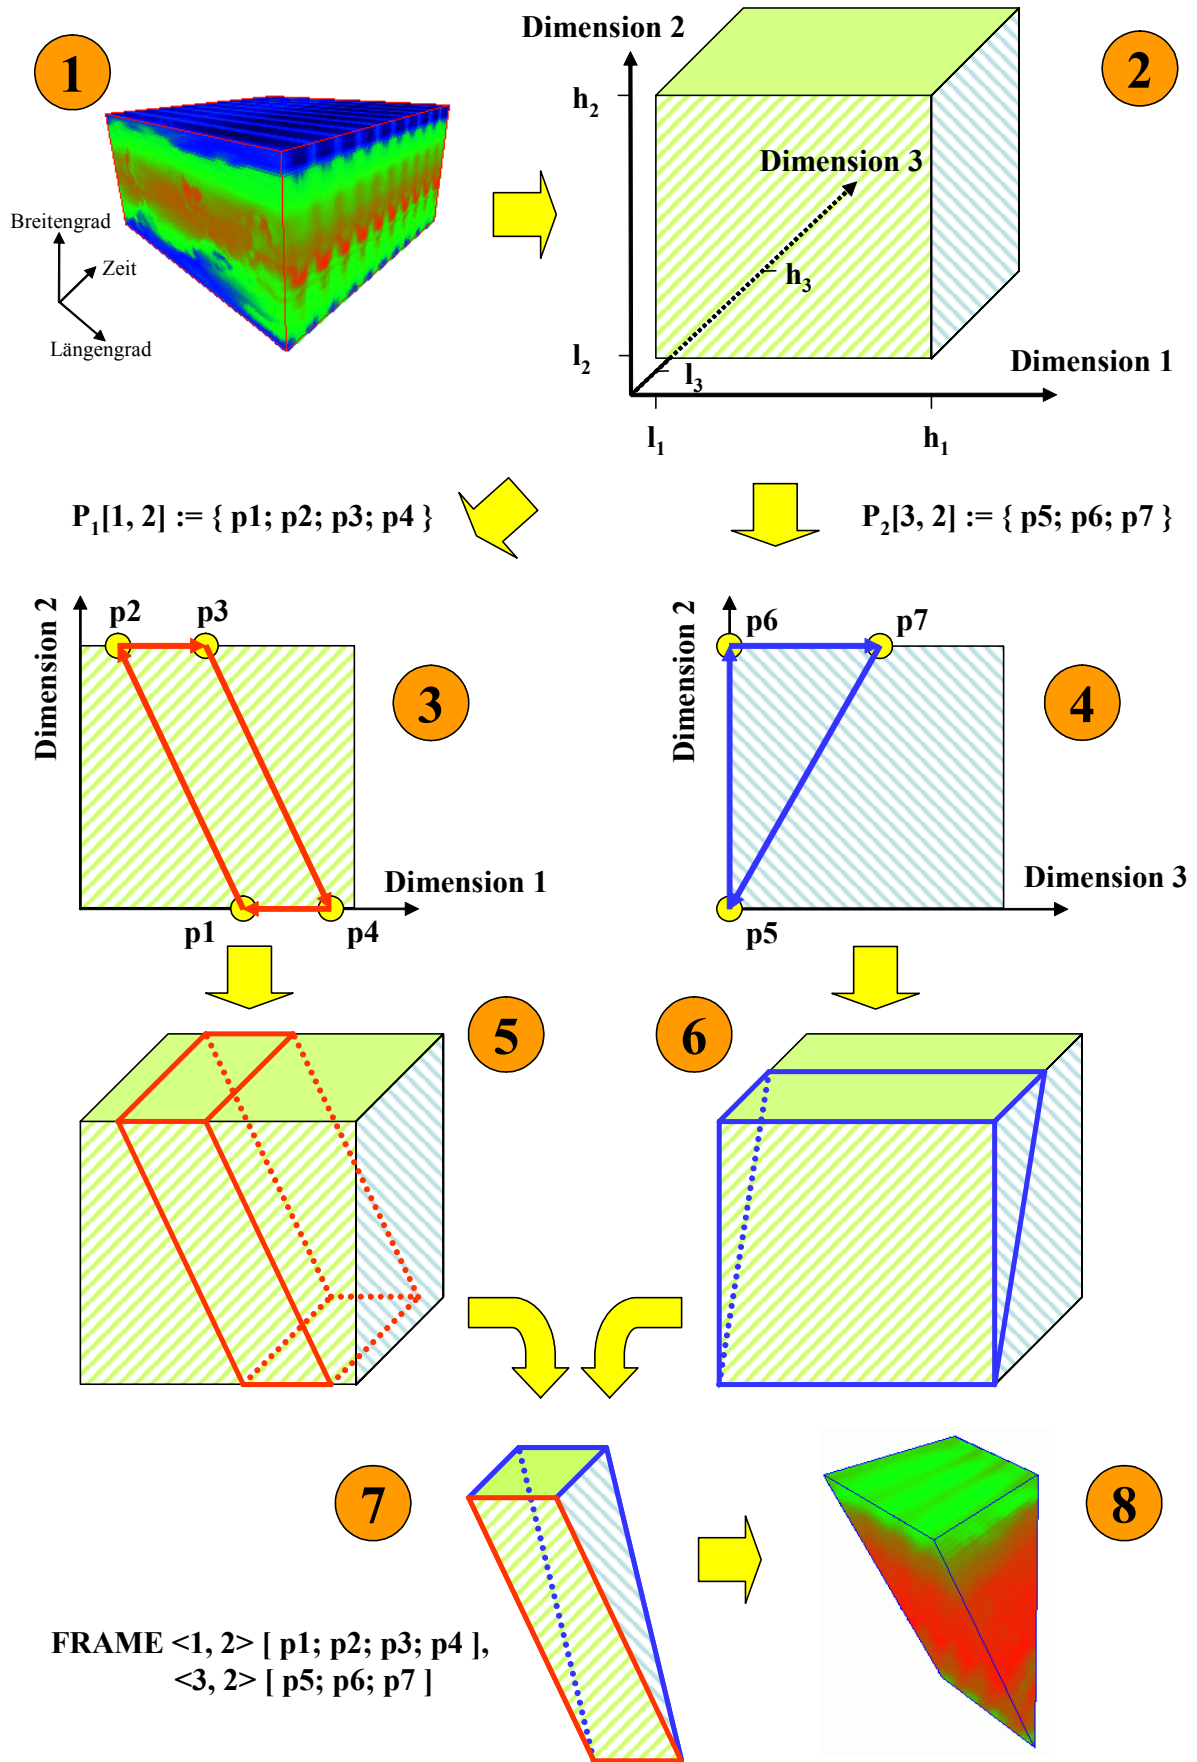 1
Breitengrad
Zeit
Längengrad
2
Dimension 2
h₂
Dimension 3
h₃
l₂
l₃
Dimension 1
l₁
h₁
P₁[1, 2] := { p1; p2; p3; p4 }
P₂[3, 2] := { p5; p6; p7 }
3
Dimension 2
p2
p3
Dimension 1
p1
p4
4
Dimension 2
p6
p7
Dimension 3
p5
5
6
7
8
FRAME <1, 2> [ p1; p2; p3; p4 ],
<3, 2> [ p5; p6; p7 ]